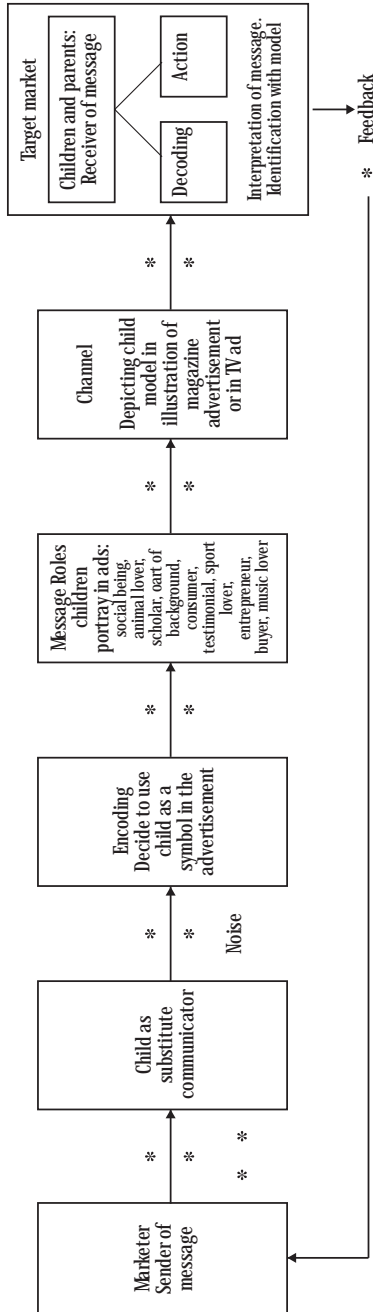 Marketer
Sender of
message
*
*
*
*
Child as
substitute
communicator
*
*
Noise
Encoding
Decide to use
child as a
symbol in the
advertisement
*
*
Message Roles
children
portray in ads:
social being,
animal lover,
scholar, oart of
background,
consumer,
testimonial, sport
lover,
entrepreneur,
buyer, music lover
*
*
Channel
Depicting child
model in
illustration of
magazine
advertisement
or in TV ad
*
*
Target market
Children and parents:
Receiver of message
Decoding
Action
Interpretation of message.
Identification with model
* Feedback